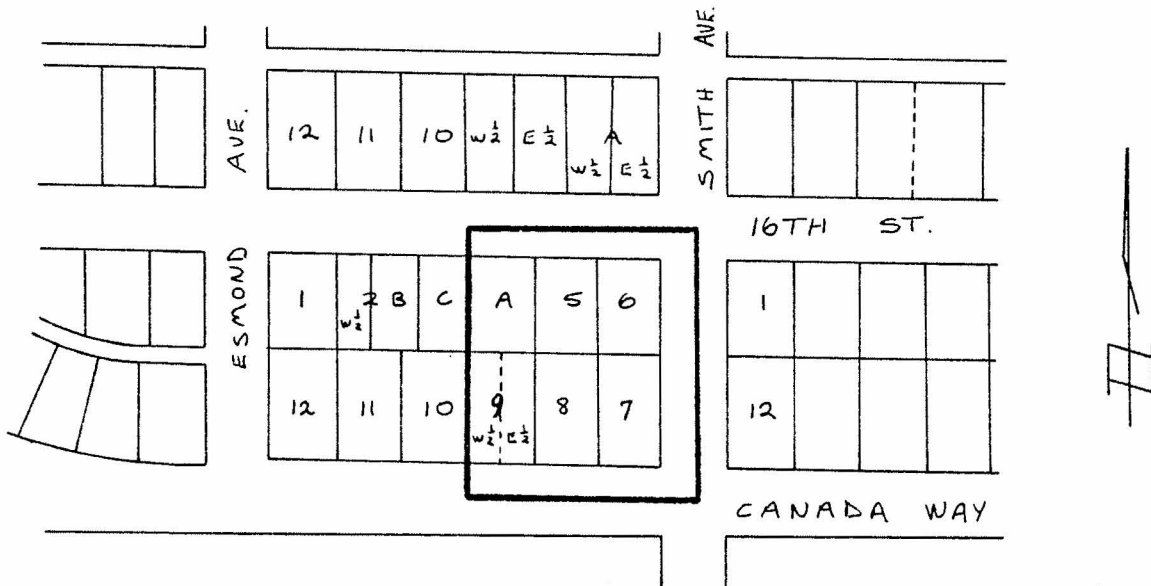 AVE.
SMITH
AVE.
12 11 10 W½ E½ A
W½ E½
16TH ST.
ESMOND
1 2 B C A 5 6 1
W½
12 11 10 9 8 7 12
W½ E½
CANADA WAY